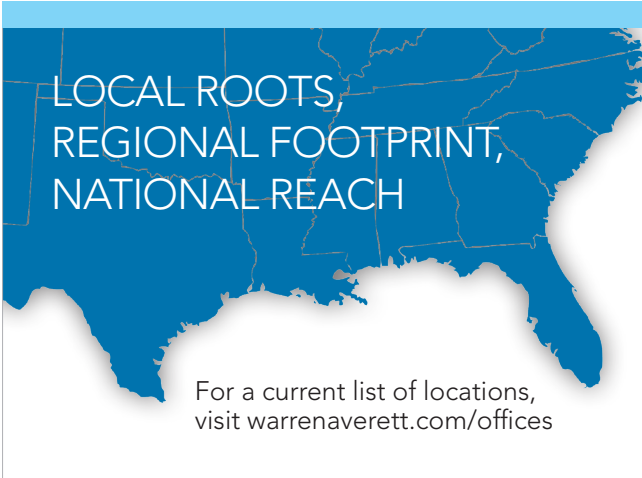 LOCAL ROOTS,
REGIONAL FOOTPRINT,
NATIONAL REACH
For a current list of locations,
visit warrenaverett.com/offices